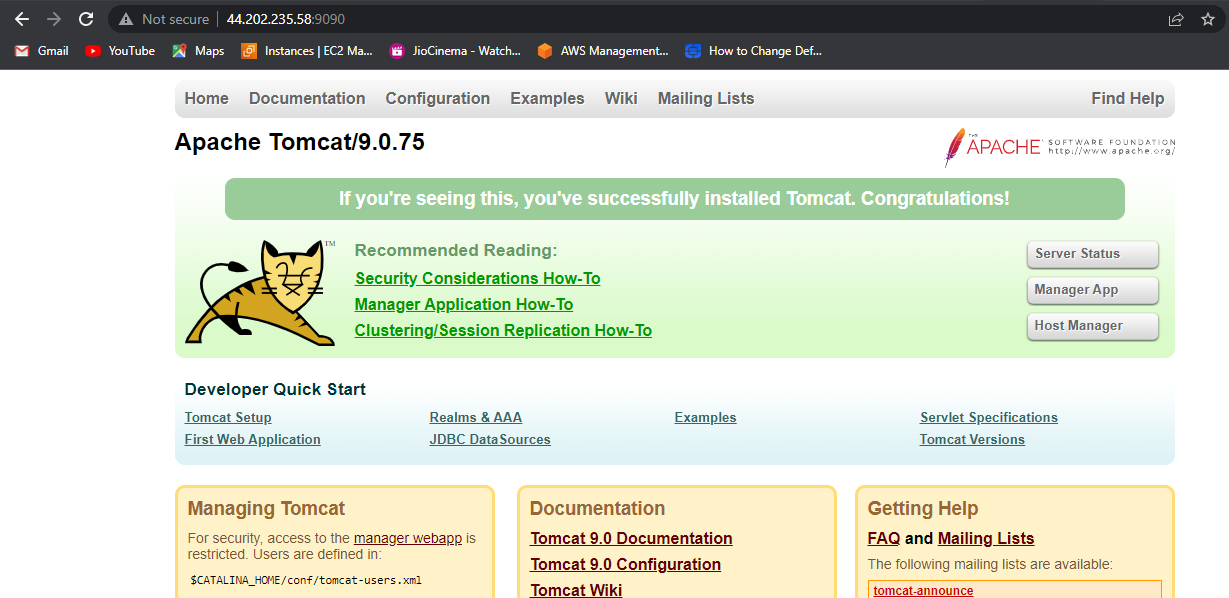 Not secure 44.202.235.58:9090
Gmail YouTube Maps Instances | EC2 Ma... JioCinema - Watch... AWS Management... How to Change Def...
Home Documentation Configuration Examples Wiki Mailing Lists Find Help
Apache Tomcat/9.0.75
THE
APACHE SOFTWARE FOUNDATION
http://www.apache.org/
If you're seeing this, you've successfully installed Tomcat. Congratulations!
TM
Recommended Reading:
Security Considerations How-To
Manager Application How-To
Clustering/Session Replication How-To
Server Status
Manager App
Host Manager
Developer Quick Start
Tomcat Setup Realms & AAA Examples Servlet Specifications
First Web Application JDBC DataSources Tomcat Versions
Managing Tomcat
For security, access to the manager webapp is
restricted. Users are defined in:
$CATALINA_HOME/conf/tomcat-users.xml
Documentation
Tomcat 9.0 Documentation
Tomcat 9.0 Configuration
Tomcat Wiki
Getting Help
FAQ and Mailing Lists
The following mailing lists are available:
tomcat-announce